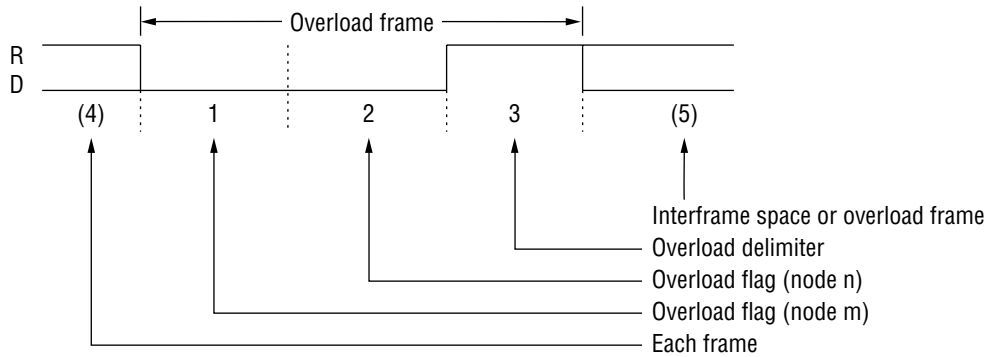 Overload frame
R
D
(4) 1 2 3 (5)
Interframe space or overload frame
Overload delimiter
Overload flag (node n)
Overload flag (node m)
Each frame